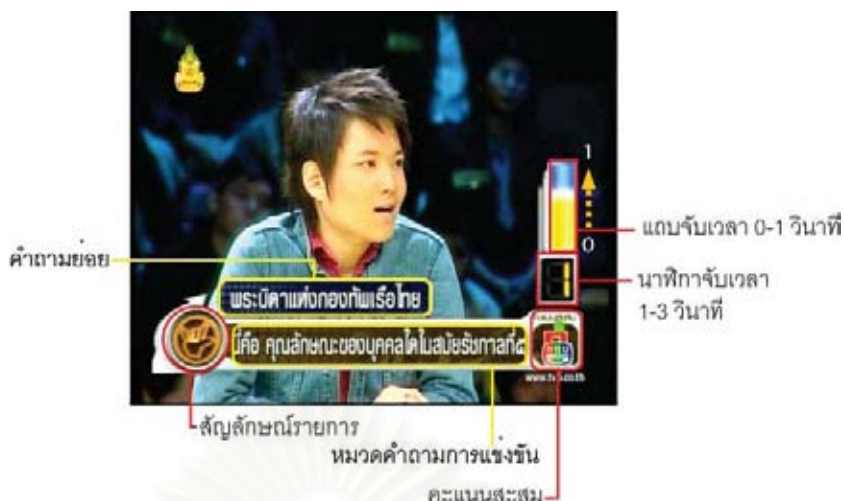 1
แถบจับเวลา 0-1 วินาที
0
คำถามย่อย
นาฬิกาจับเวลา
1-3 วินาที
1
พระบิดาแห่งกองทัพเรือไทย
นี่คือ คุณลักษณะของบุคคลใดในสมัยรัชกาลที่๕
สัญลักษณ์รายการ
หมวดคำถามการแข่งขัน
คะแนนสะสม